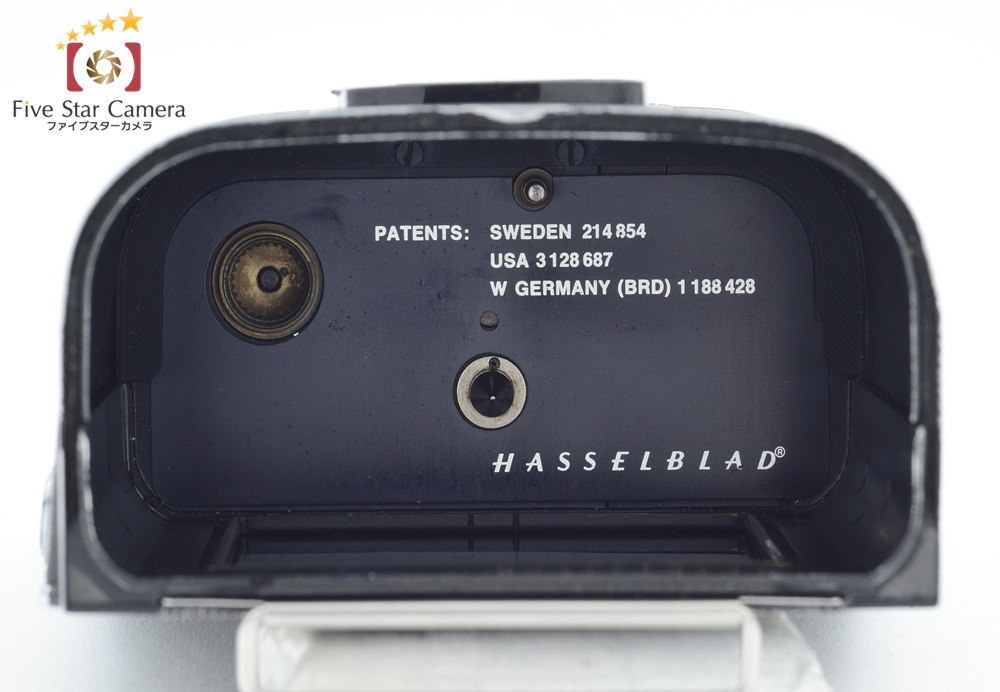 Five Star Camera
ファイブスターカメラ
PATENTS: SWEDEN 214 854
USA 3 128 687
W GERMANY (BRD) 1 188 428
HASSELBLAD®